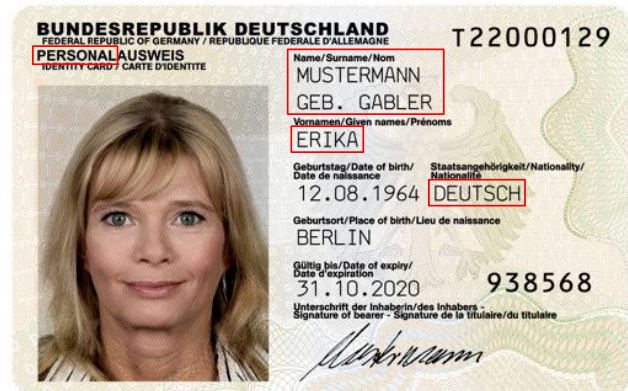 BUNDESREPUBLIK DEUTSCHLAND
FEDERAL REPUBLIC OF GERMANY / REPUBLIQUE FEDERALE D'ALLEMAGNE
T22000129
PERSONALAUSWEIS
IDENTITY CARD / CARTE D'IDENTITE
Name/Surname/Nom
MUSTERMANN
GEB. GABLER
Vornamen/Given names/Prénoms
ERIKA
Geburtstag/Date of birth/
Date de naissance
12.08.1964
Staatsangehörigkeit/Nationality/
Nationalité
DEUTSCH
Geburtsort/Place of birth/Lieu de naissance
BERLIN
Gültig bis/Date of expiry/
Date d'expiration
31.10.2020
938568
Unterschrift der Inhaberin/des Inhabers -
Signature of bearer - Signature de la titulaire/du titulaire
Mustermann